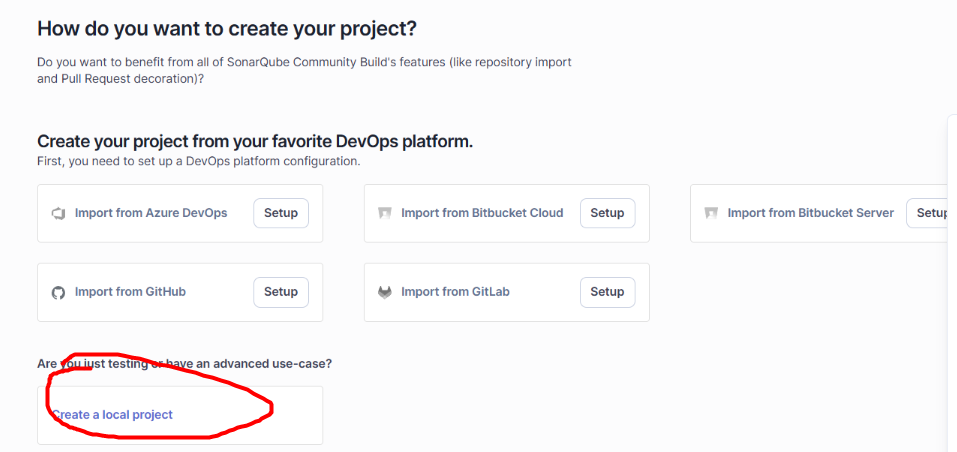 How do you want to create your project?
Do you want to benefit from all of SonarQube Community Build's features (like repository import
and Pull Request decoration)?
Create your project from your favorite DevOps platform.
First, you need to set up a DevOps platform configuration.
Import from Azure DevOps Setup Import from Bitbucket Cloud Setup Import from Bitbucket Server Setup
Import from GitHub Setup Import from GitLab Setup
Are you just testing or have an advanced use-case?
Create a local project